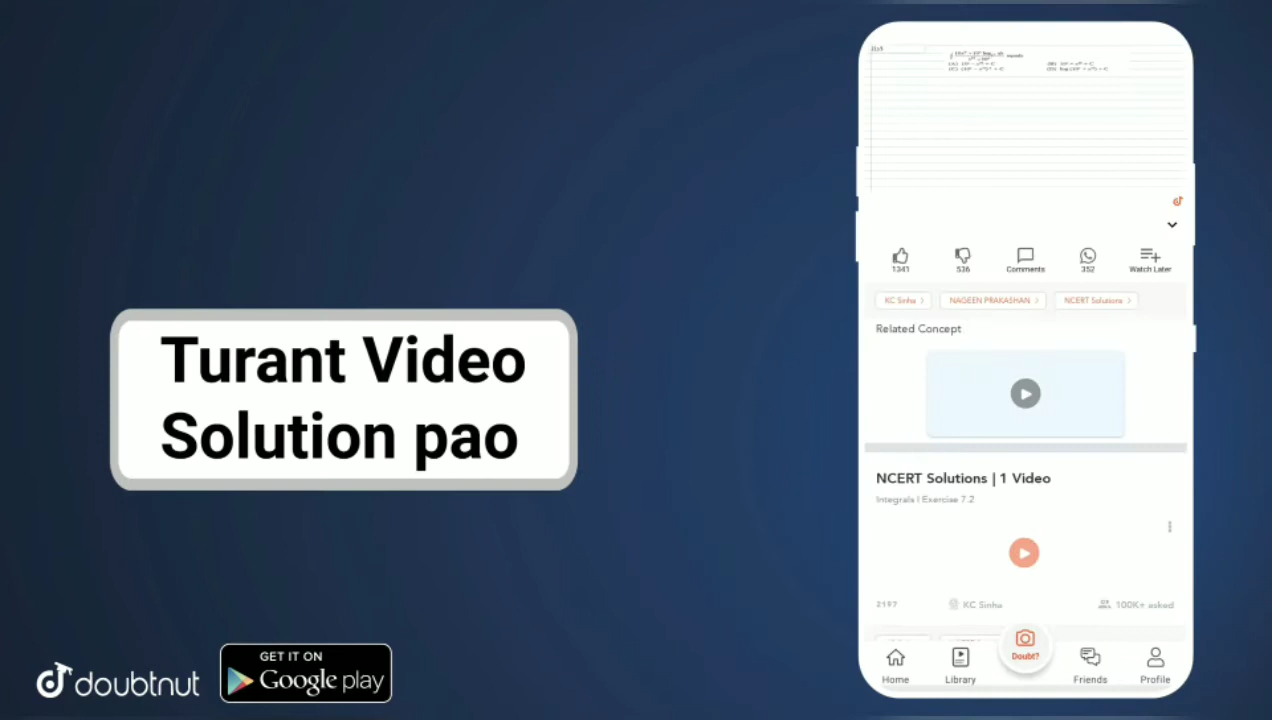 Turant Video
Solution pao
doubtnut
GET IT ON
Google play
1341
536
Comments
352
Watch Later
KC Sinha >
NAGEEN PRAKASHAN >
NCERT Solutions >
Related Concept
NCERT Solutions | 1 Video
Integrals | Exercise 7.2
2197
KC Sinha
100K+ asked
Doubt?
Home
Library
Friends
Profile